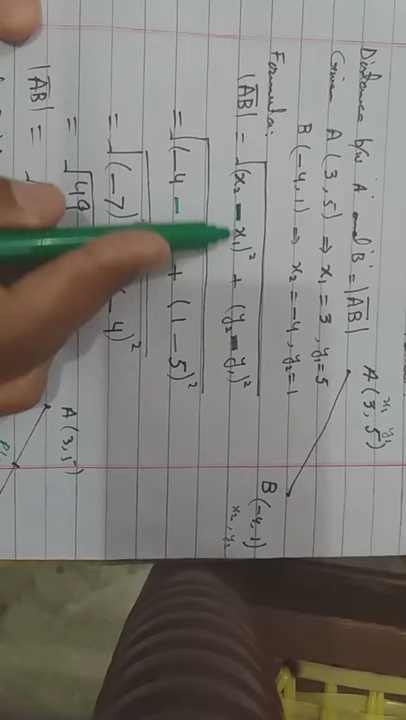 Distance b/w A and B = |AB|
Given A (3, 5) ⇒ x₁ = 3, y₁ = 5
B (-4, 1) ⇒ x₂ = -4, y₂ = 1
x₁ y₁
A (3, 5)
B (-4, 1)
x₂, y₂
Formula:
|AB| = √(x₂ - x₁)² + (y₂ - y₁)²
= √(-4 - + (1 - 5)²
= √(-7) -4)²
= √49
|AB| = √
A (3, 5)